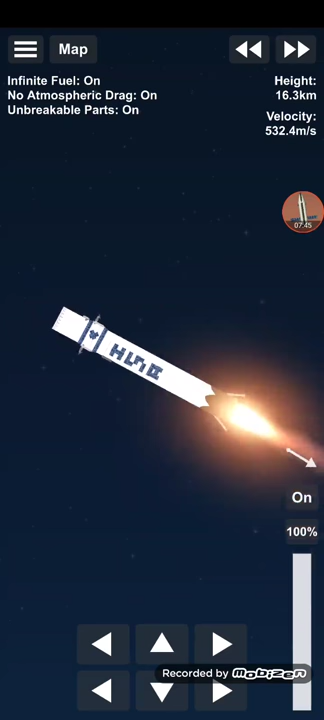 Map
Infinite Fuel: On
No Atmospheric Drag: On
Unbreakable Parts: On
Height:
16.3km
Velocity:
532.4m/s
07:45
On
100%
Recorded by mobizen